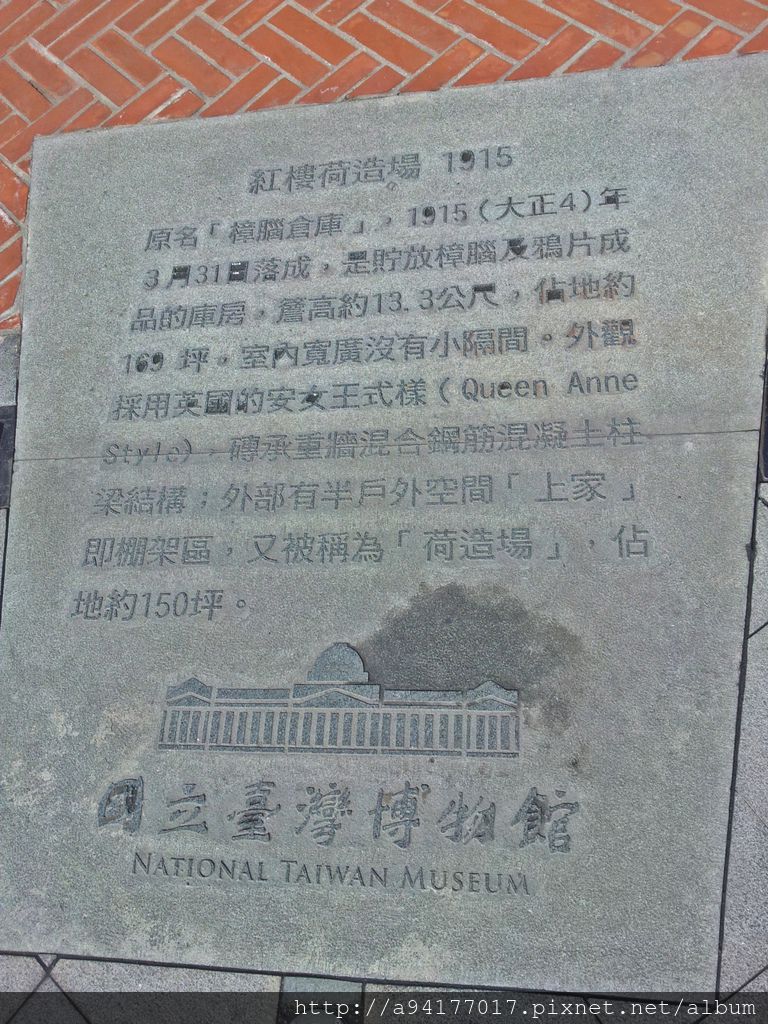 紅樓荷造場 1915
原名「樟腦倉庫」，1915(大正4)年
3月31日落成，是貯放樟腦及鴉片成
品的庫房，簷高約13.3公尺，佔地約
169 坪，室內寬廣沒有小隔間。外觀
採用英國的安女王式樣(Queen Anne
Style)，磚承重牆混合鋼筋混凝土柱
梁結構；外部有半戶外空間「上家」
即棚架區，又被稱為「荷造場」，佔
地約150坪。
国立臺灣博物館
NATIONAL TAIWAN MUSEUM
http://a94177017.pixnet.net/album